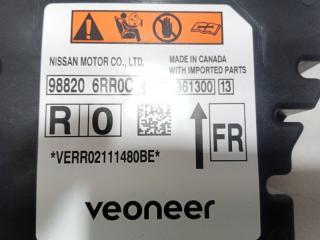 NISSAN MOTOR CO., LTD.
MADE IN CANADA
WITH IMPORTED PARTS
98820 6RR0C 361300 13
R 0
FR
*VERR02111480BE*
veoneer